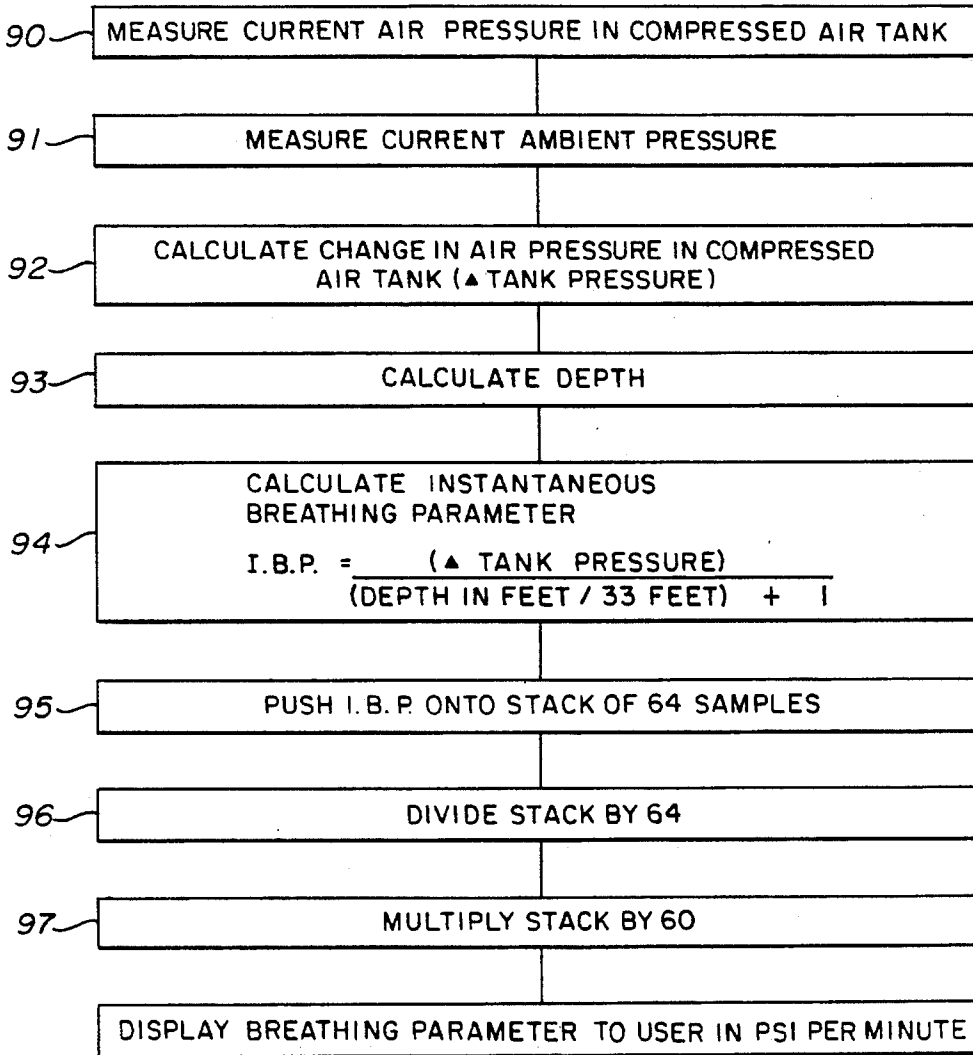 90 MEASURE CURRENT AIR PRESSURE IN COMPRESSED AIR TANK
91 MEASURE CURRENT AMBIENT PRESSURE
92 CALCULATE CHANGE IN AIR PRESSURE IN COMPRESSED
AIR TANK (▲ TANK PRESSURE)
93 CALCULATE DEPTH
94 CALCULATE INSTANTANEOUS
BREATHING PARAMETER
I.B.P. = (▲ TANK PRESSURE)
(DEPTH IN FEET / 33 FEET) + 1
95 PUSH I.B.P. ONTO STACK OF 64 SAMPLES
96 DIVIDE STACK BY 64
97 MULTIPLY STACK BY 60
DISPLAY BREATHING PARAMETER TO USER IN PSI PER MINUTE